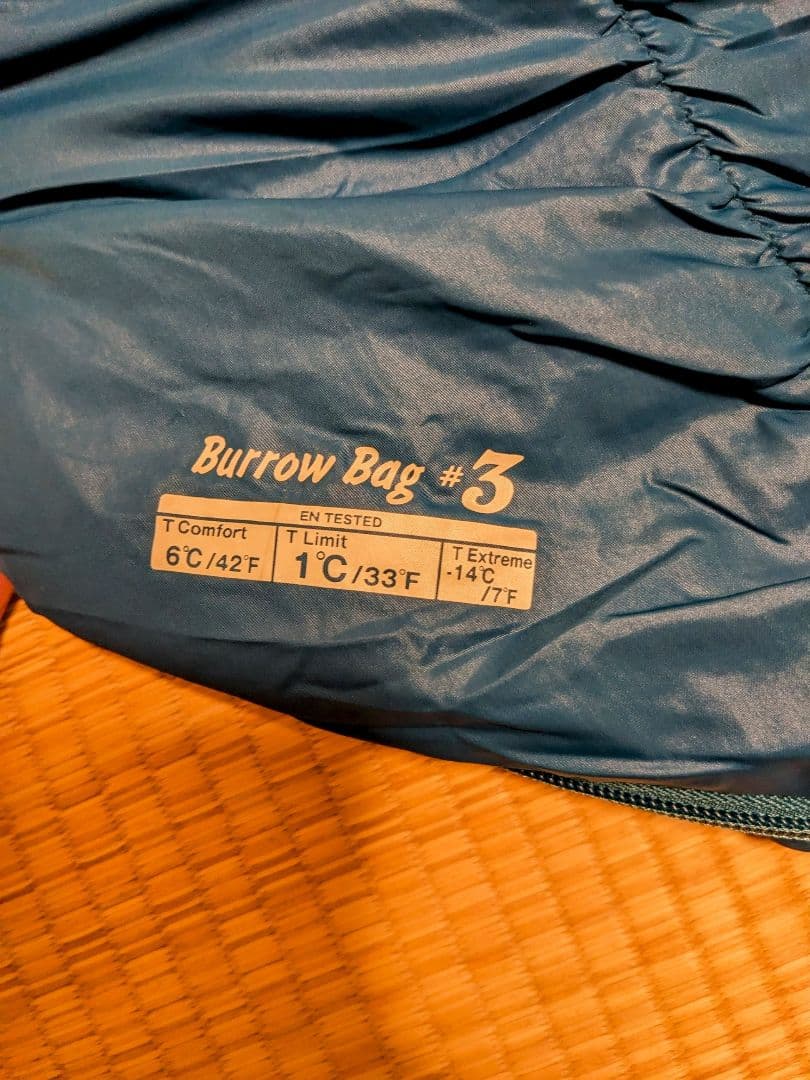 Burrow Bag #3
EN TESTED
T Comfort
6℃/42°F
T Limit
1℃/33°F
T Extreme
-14℃
/7°F